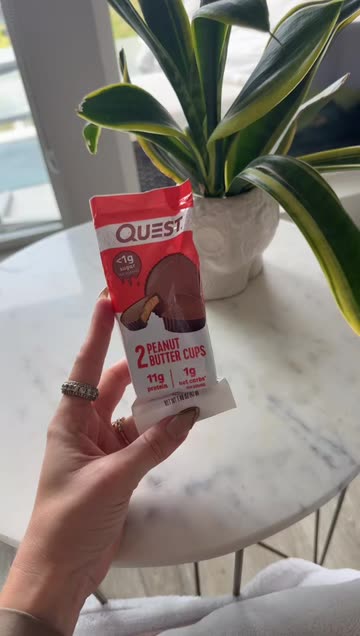 QUEST
<1g
sugar
2 PEANUT
BUTTER CUPS
11g
protein
1g
net carbs